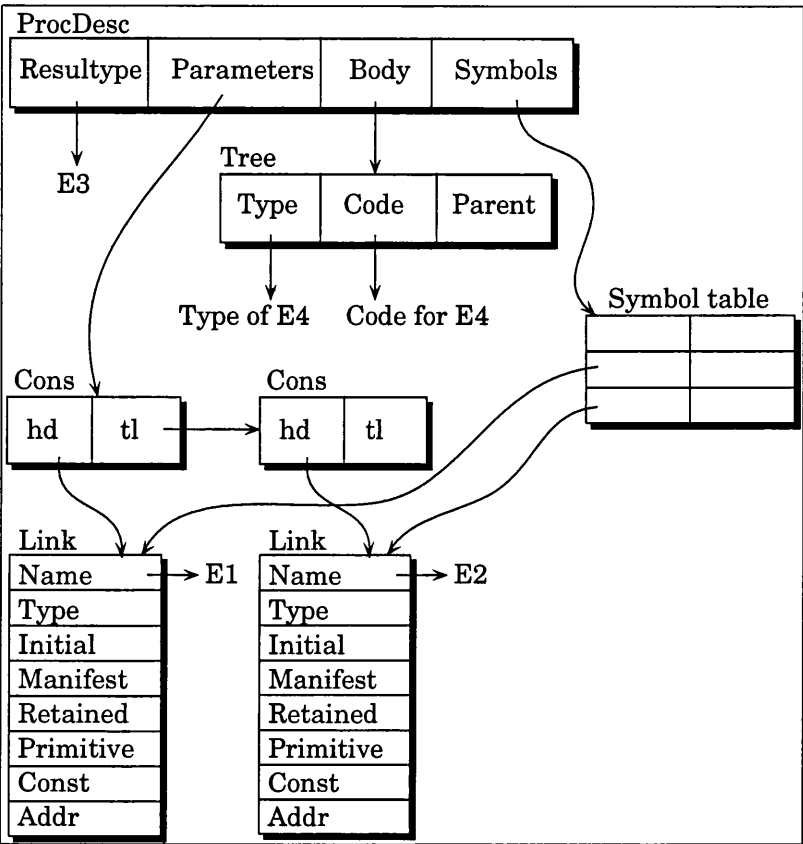 ProcDesc
Resultype Parameters Body Symbols
E3
Tree
Type Code Parent
Type of E4 Code for E4
Symbol table
Cons Cons
hd tl hd tl
Link Link
Name E1 Name E2
Type Type
Initial Initial
Manifest Manifest
Retained Retained
Primitive Primitive
Const Const
Addr Addr